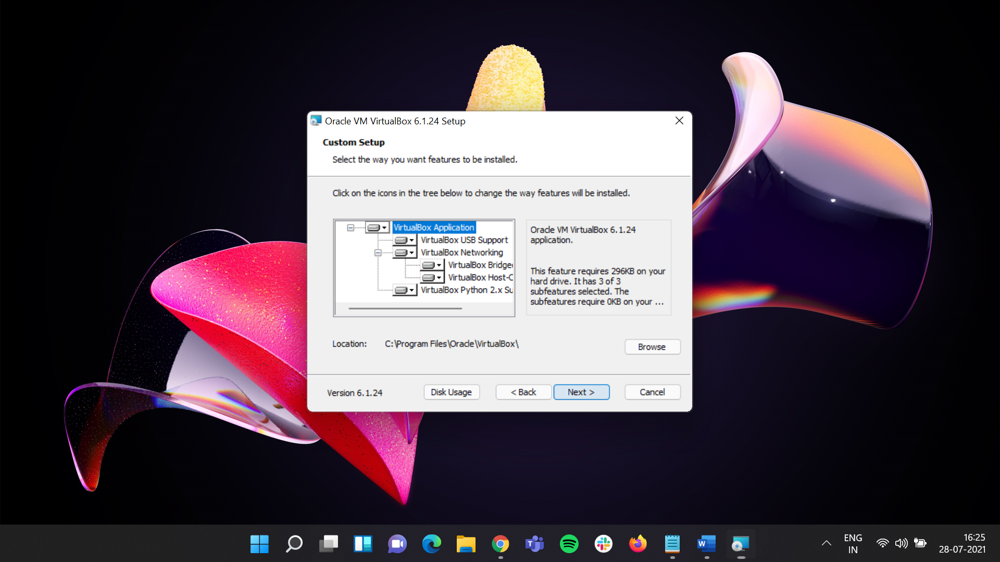 Oracle VM VirtualBox 6.1.24 Setup
Custom Setup
Select the way you want features to be installed.
Click on the icons in the tree below to change the way features will be installed.
VirtualBox Application
VirtualBox USB Support
VirtualBox Networking
VirtualBox Bridge
VirtualBox Host-C
VirtualBox Python 2.x Su
Oracle VM VirtualBox 6.1.24
application.
This feature requires 296KB on your
hard drive. It has 3 of 3
subfeatures selected. The
subfeatures require 0KB on your ...
Location:
C:\Program Files\Oracle\VirtualBox\
Browse
Version 6.1.24
Disk Usage
< Back
Next >
Cancel
T
W
ENG
IN
16:25
28-07-2021